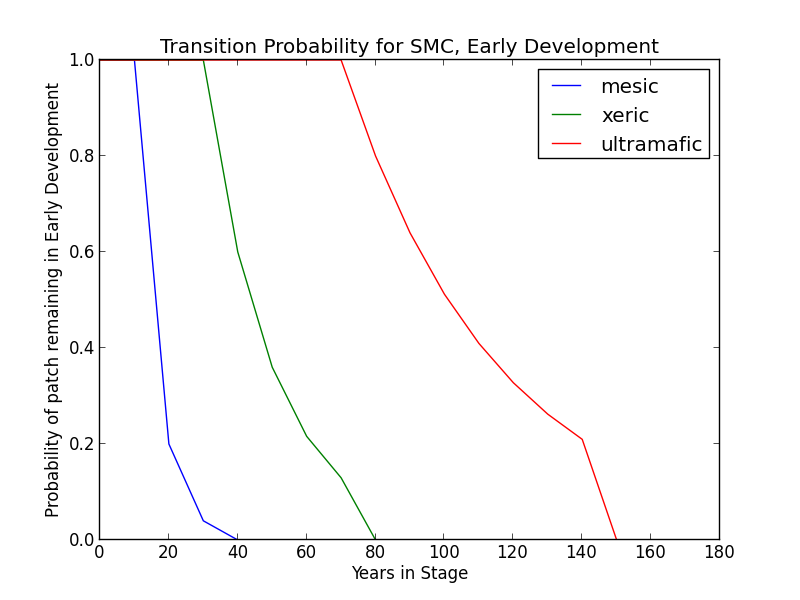 Transition Probability for SMC, Early Development
1.0
0.8
0.6
0.4
0.2
0.0
Probability of patch remaining in Early Development
mesic
xeric
ultramafic
0 20 40 60 80 100 120 140 160 180
Years in Stage